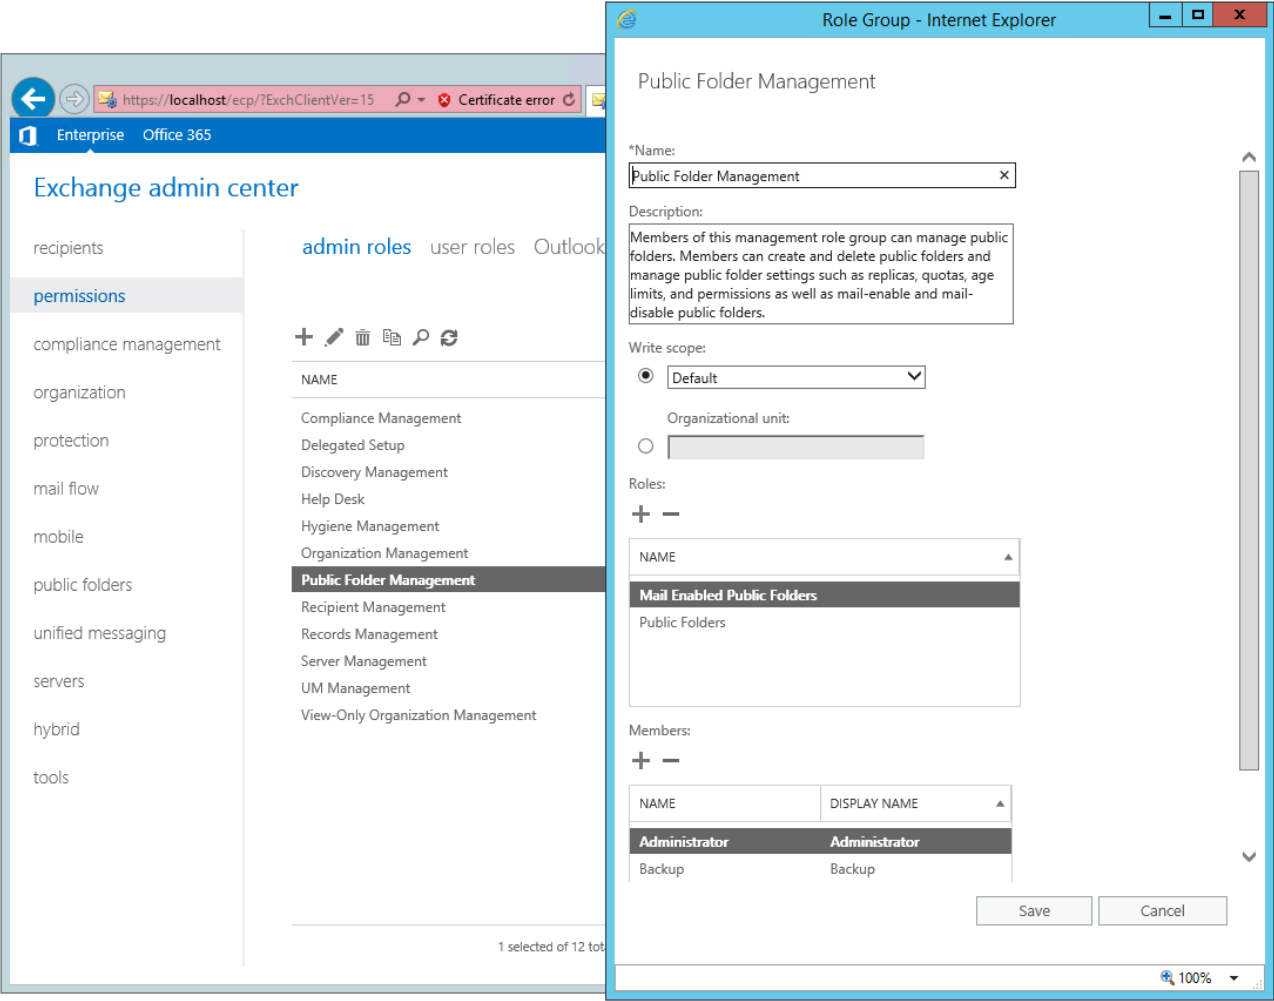 https://localhost/ecp/?ExchClientVer=15
Certificate error
Enterprise
Office 365
Exchange admin center
recipients
permissions
compliance management
organization
protection
mail flow
mobile
public folders
unified messaging
servers
hybrid
tools
admin roles
user roles
Outlook
NAME
Compliance Management
Delegated Setup
Discovery Management
Help Desk
Hygiene Management
Organization Management
Public Folder Management
Recipient Management
Records Management
Server Management
UM Management
View-Only Organization Management
1 selected of 12
Role Group - Internet Explorer
Public Folder Management
*Name:
Public Folder Management
Description:
Members of this management role group can manage public
folders. Members can create and delete public folders and
manage public folder settings such as replicas, quotas, age
limits, and permissions as well as mail-enable and mail-
disable public folders.
Write scope:
Default
Organizational unit:
Roles:
NAME
Mail Enabled Public Folders
Public Folders
Members:
NAME DISPLAY NAME
Administrator Administrator
Backup Backup
Save
Cancel
100%